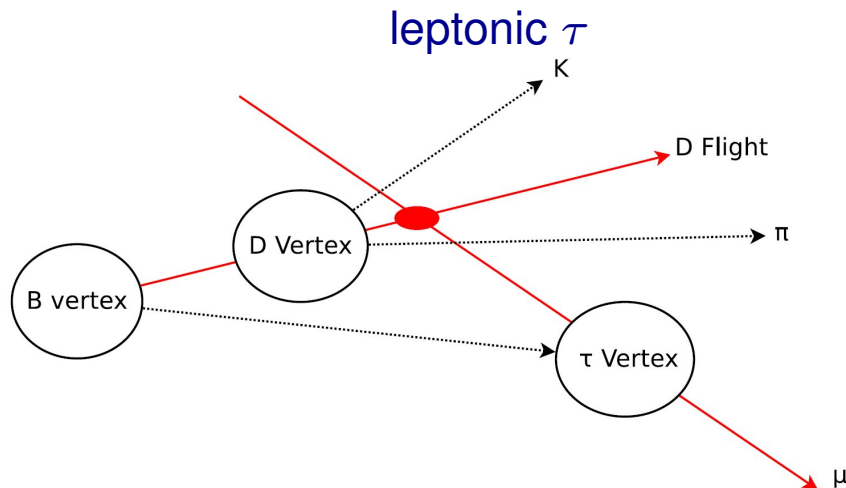 leptonic τ
K
D Flight
π
D Vertex
B vertex
τ Vertex
μ